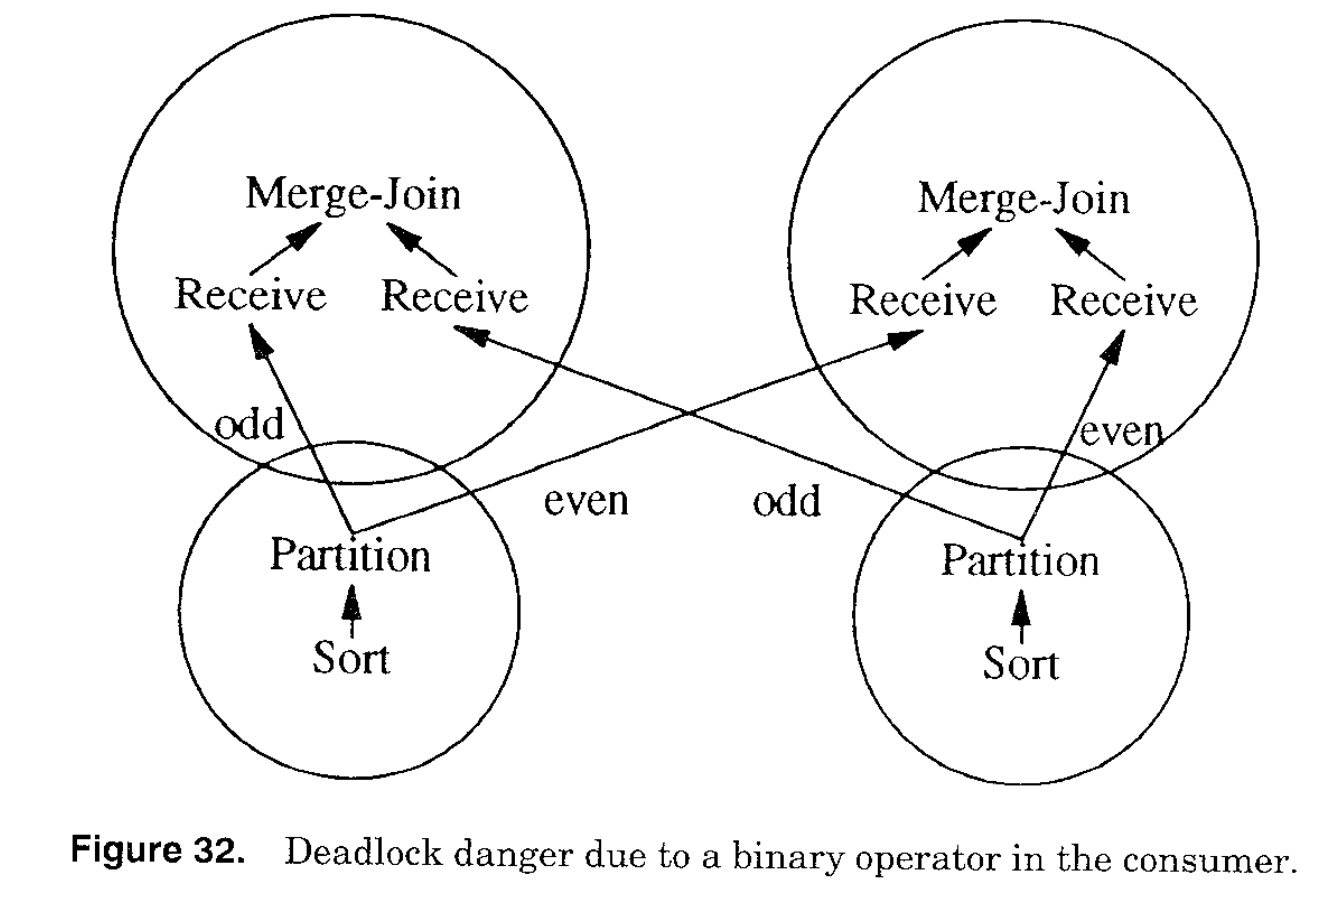 Merge-Join Merge-Join
Receive Receive Receive Receive
odd even
even odd
Partition Partition
Sort Sort
Figure 32. Deadlock danger due to a binary operator in the consumer.